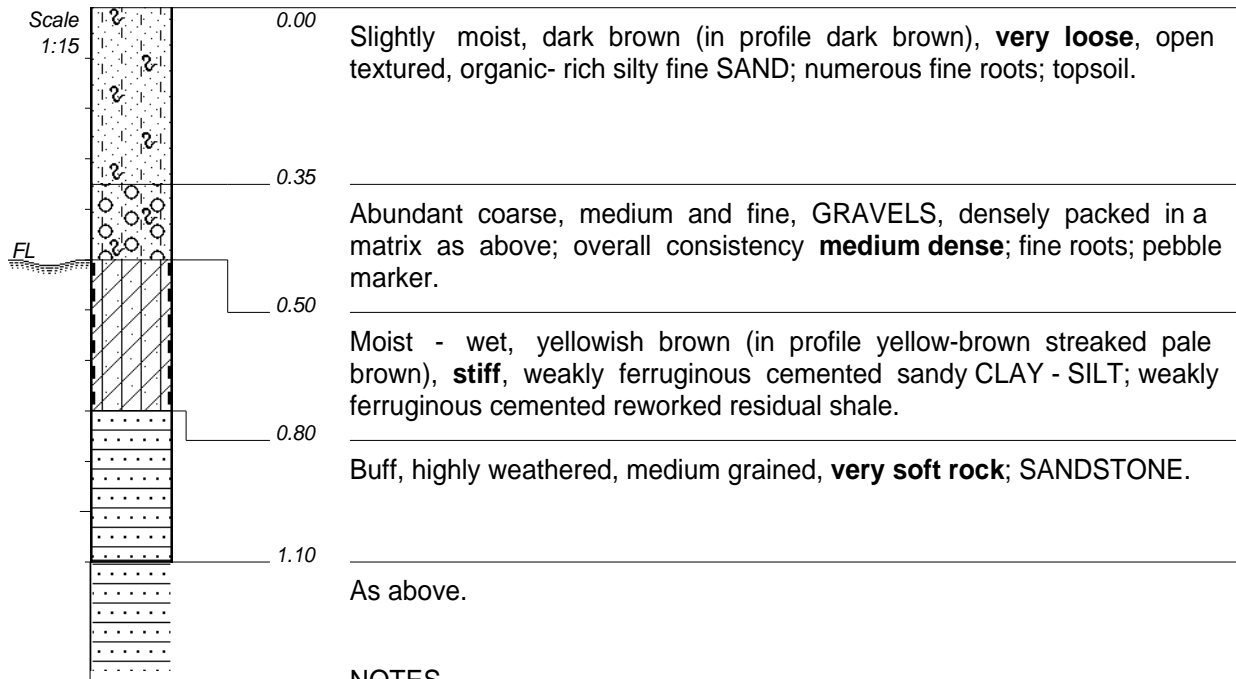 Scale
1:15
0.00
Slightly moist, dark brown (in profile dark brown), very loose, open
textured, organic- rich silty fine SAND; numerous fine roots; topsoil.
0.35
Abundant coarse, medium and fine, GRAVELS, densely packed in a
matrix as above; overall consistency medium dense; fine roots; pebble
marker.
FL
0.50
Moist - wet, yellowish brown (in profile yellow-brown streaked pale
brown), stiff, weakly ferruginous cemented sandy CLAY - SILT; weakly
ferruginous cemented reworked residual shale.
0.80
Buff, highly weathered, medium grained, very soft rock; SANDSTONE.
1.10
As above.
NOTES